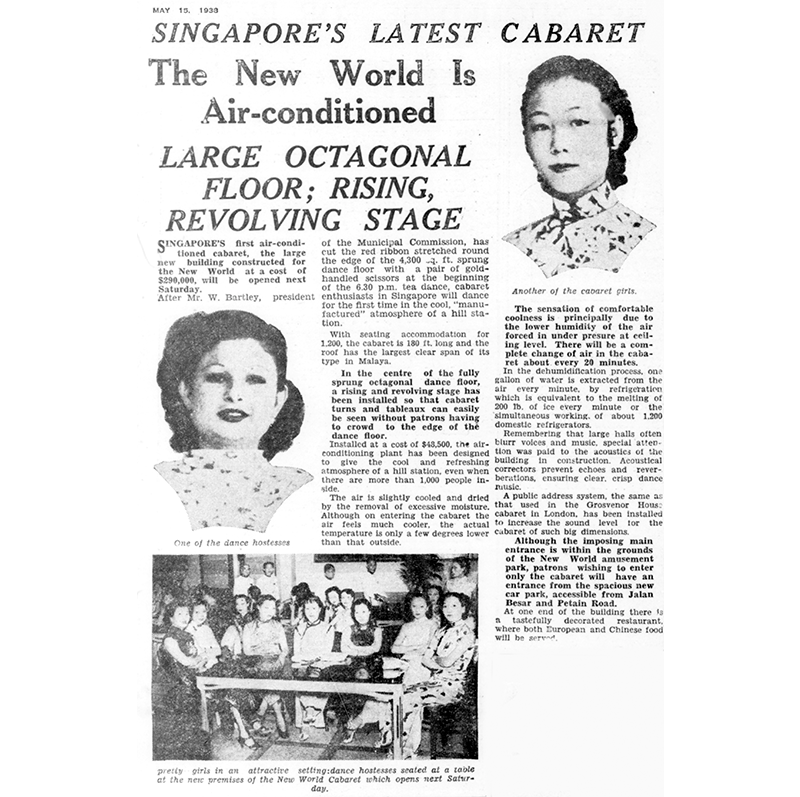 MAY 15, 1938
SINGAPORE'S LATEST CABARET
The New World Is
Air-conditioned
LARGE OCTAGONAL
FLOOR; RISING,
REVOLVING STAGE
SINGAPORE'S first air-condi-
tioned cabaret, the large
new building constructed for
the New World at a cost of
$290,000, will be opened next
Saturday.
After Mr. W. Bartley, president
One of the dance hostesses
of the Municipal Commission, has
cut the red ribbon stretched round
the edge of the 4,300 sq. ft. sprung
dance floor with a pair of gold-
handled scissors at the beginning
of the 6.30 p.m. tea dance, cabaret
enthusiasts in Singapore will dance
for the first time in the cool, "manu-
factured" atmosphere of a hill sta-
tion.
With seating accommodation for
1,200, the cabaret is 180 ft. long and the
roof has the largest clear span of its
type in Malaya.
In the centre of the fully
sprung octagonal dance floor,
a rising and revolving stage has
been installed so that cabaret
turns and tableaux can easily
be seen without patrons having
to crowd to the edge of the
dance floor.
Installed at a cost of $48,500, the air-
conditioning plant has been designed
to give the cool and refreshing
atmosphere of a hill station, even when
there are more than 1,000 people in-
side.
The air is slightly cooled and dried
by the removal of excessive moisture.
Although on entering the cabaret the
air feels much cooler, the actual
temperature is only a few degrees lower
than that outside.
Another of the cabaret girls.
The sensation of comfortable
coolness is principally due to
the lower humidity of the air
forced in under presure at ceil-
ing level. There will be a com-
plete change of air in the caba-
ret about every 20 minutes.
In the dehumidification process, one
gallon of water is extracted from the
air every minute, by refrigeration
which is equivalent to the melting of
200 lb. of ice every minute or the
simultaneous working, of about 1,200
domestic refrigerators.
Remembering that large halls often
blurr voices and music, special atten-
tion was paid to the acoustics of the
building in construction. Acoustical
correctors prevent echoes and rever-
berations, ensuring clear, crisp dance
music.
A public address system, the same as
that used in the Grosvenor House
cabaret in London, has been installed
to increase the sound level for the
cabaret of such big dimensions.
Although the imposing main
entrance is within the grounds
of the New World amusement
park, patrons wishing to enter
only the cabaret will have an
entrance from the spacious new
car park, accessible from Jalan
Besar and Petain Road.
At one end of the building there is
a tastefully decorated restaurant,
where both European and Chinese food
will be served.
pretty girls in an attractive setting:dance hostesses seated at a table
at the new premises of the New World Cabaret which opens next Satur-
day.